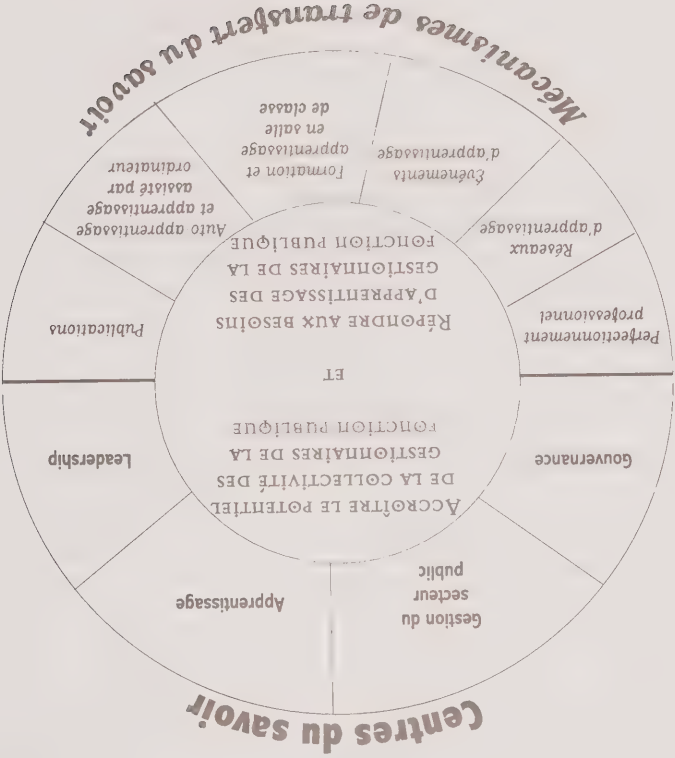 Centres du savoir
Gestion du
secteur
public
Apprentissage
Gouvernance
Leadership
ACCROÎTRE LE POTENTIEL
DE LA COLLECTIVITÉ DES
GESTIONNAIRES DE LA
FONCTION PUBLIQUE
ET
RÉPONDRE AUX BESOINS
D'APPRENTISSAGE DES
GESTIONNAIRES DE LA
FONCTION PUBLIQUE
Perfectionnement
professionnel
Réseaux
d'apprentissage
Événements
d'apprentissage
Formation et
apprentissage
en salle
de classe
Auto apprentissage
et apprentissage
assisté par
ordinateur
Publications
Mécanismes de transfert du savoir